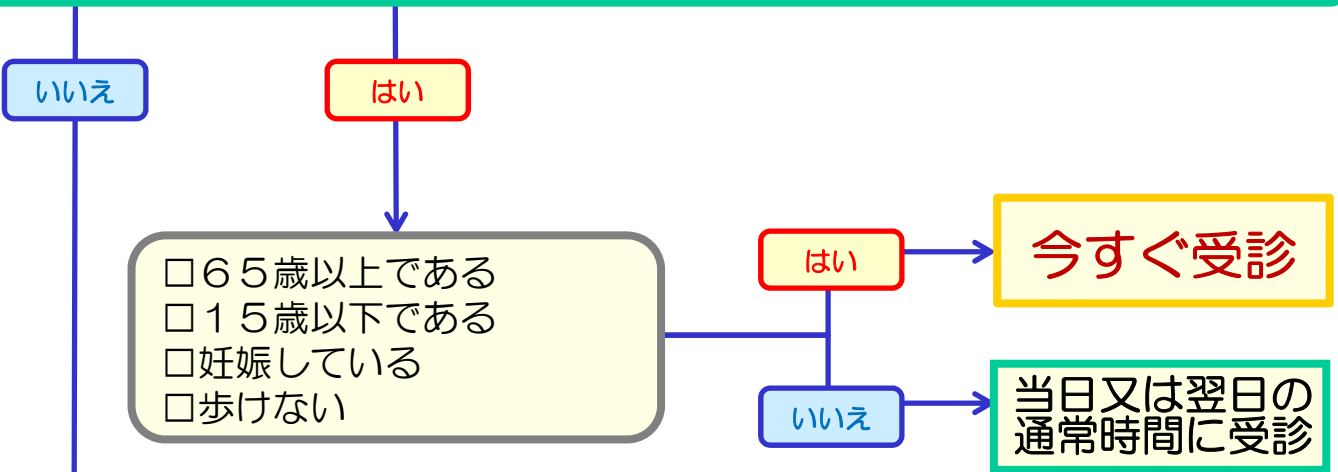 いいえ
はい
□６５歳以上である
□１５歳以下である
□妊娠している
□歩けない
はい
今すぐ受診
いいえ
当日又は翌日の
通常時間に受診